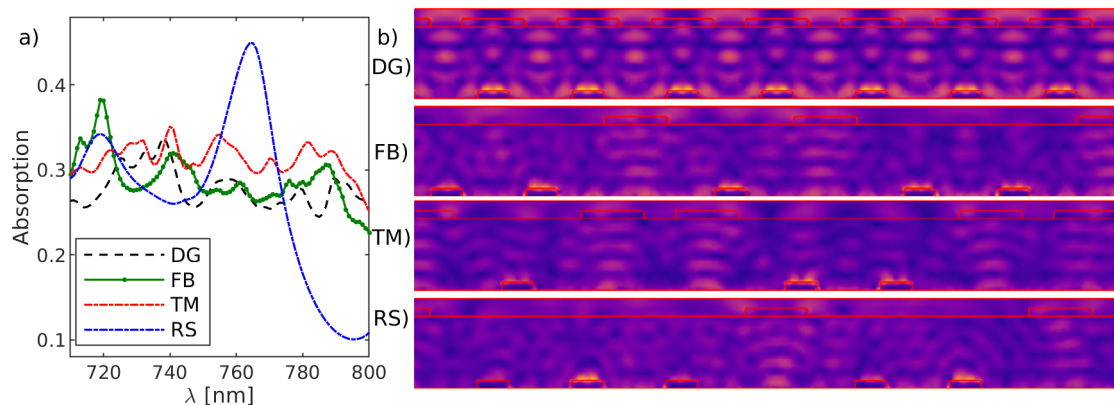 a)
b)
Absorption
0.4
0.3
0.2
0.1
720
740
760
780
800
λ [nm]
DG
FB
TM
RS
DG)
FB)
TM)
RS)